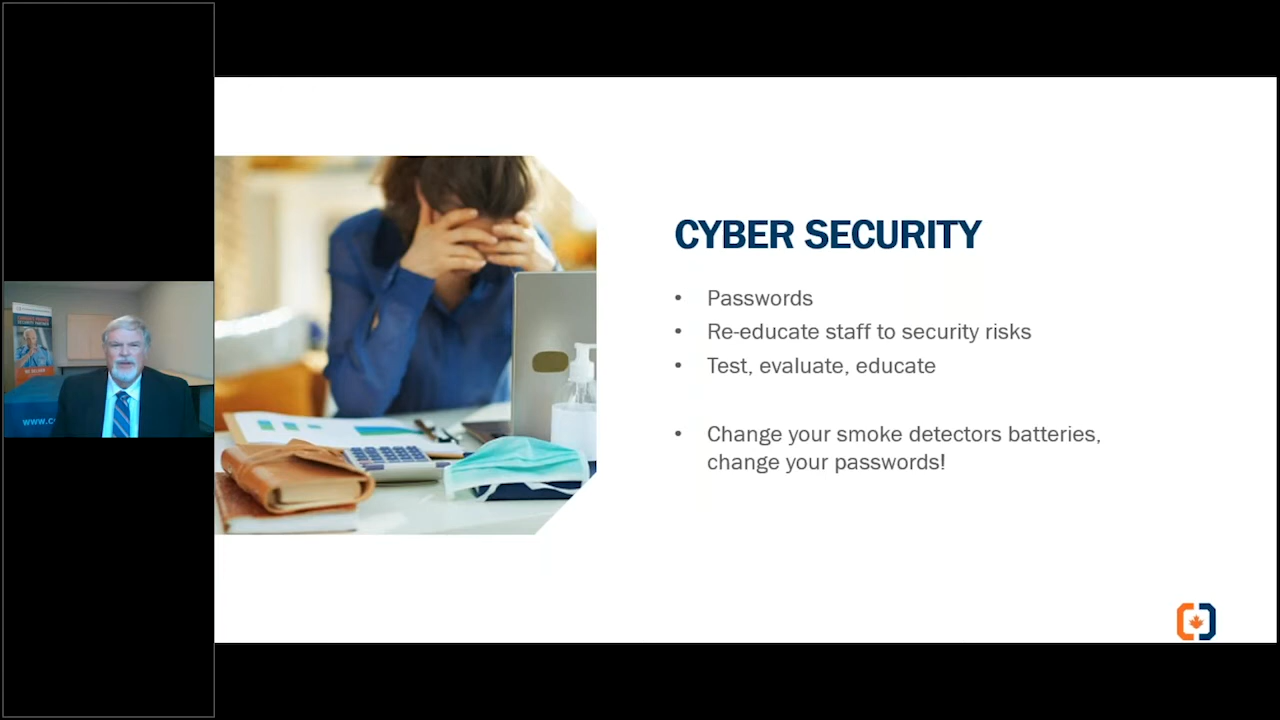 CYBER SECURITY
• Passwords
• Re-educate staff to security risks
• Test, evaluate, educate
• Change your smoke detectors batteries,
change your passwords!